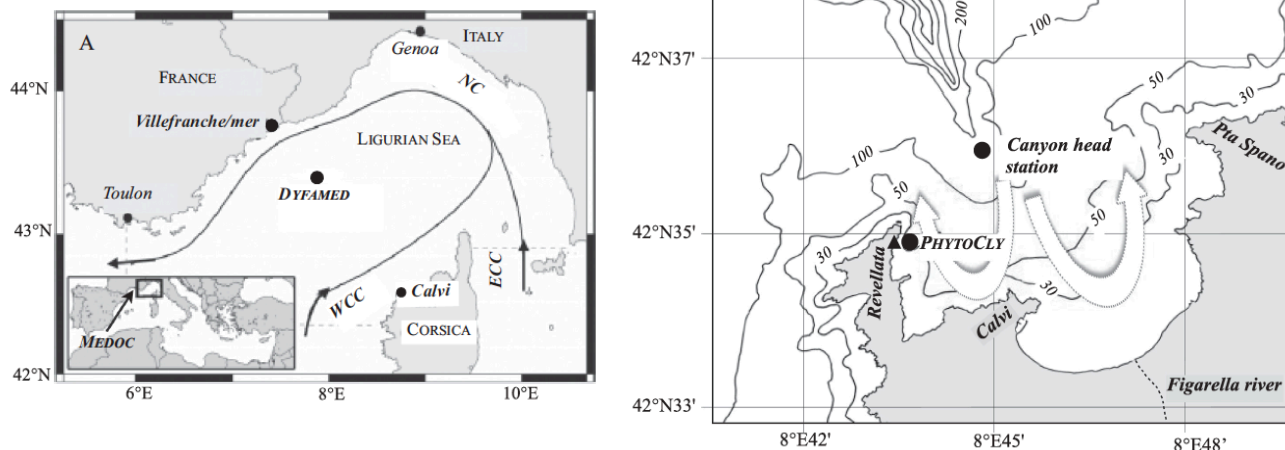 A
ITALY
Genoa
FRANCE
NC
44°N
Villefranche/mer
LIGURIAN SEA
DYFAMED
Toulon
43°N
ECC
WCC
Calvi
MEDOC
CORSICA
42°N
6°E
8°E
10°E
200
100
42°N37'
50
30
Pta Spano
Canyon head
station
100
30
50
50
42°N35'
PHYTOCLY
30
Revellata
30
Calvi
Figarella river
42°N33'
8°E42'
8°E45'
8°E48'